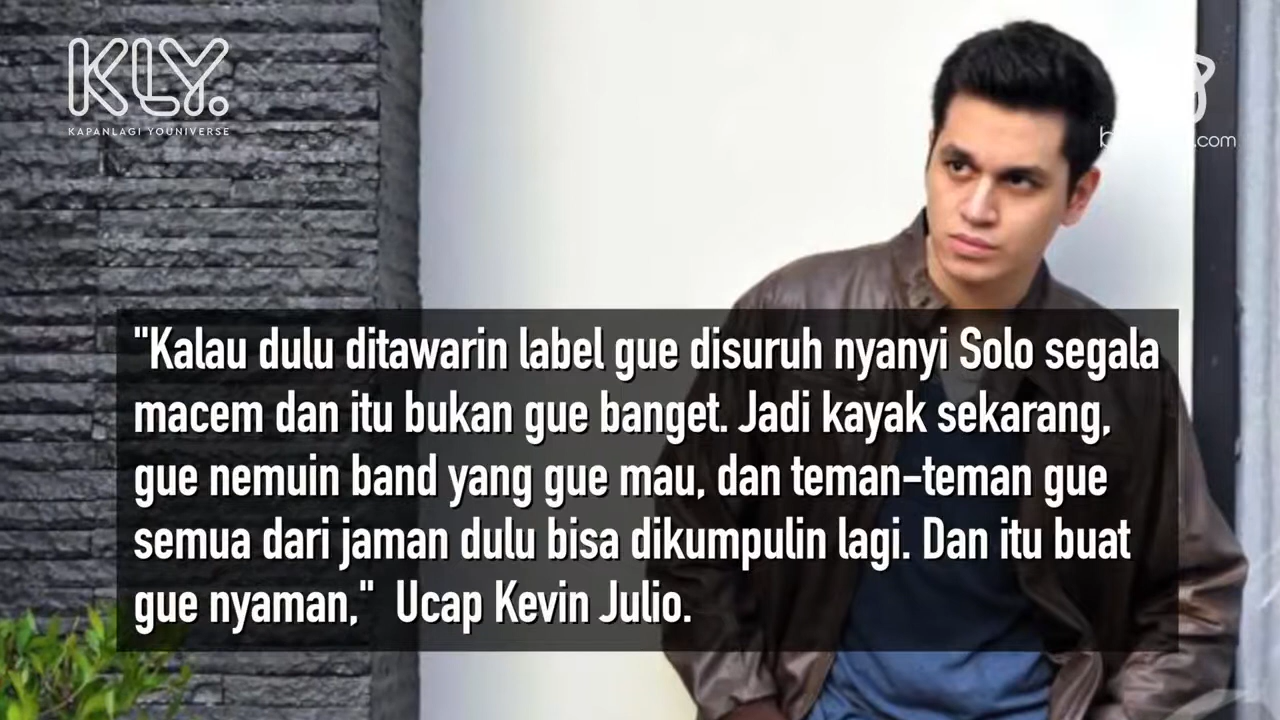 KLY.
KAPANLAGI YOUNIVERSE
.com
"Kalau dulu ditawarin label gue disuruh nyanyi Solo segala
macem dan itu bukan gue banget. Jadi kayak sekarang,
gue nemuin band yang gue mau, dan teman-teman gue
semua dari jaman dulu bisa dikumpulin lagi. Dan itu buat
gue nyaman," Ucap Kevin Julio.